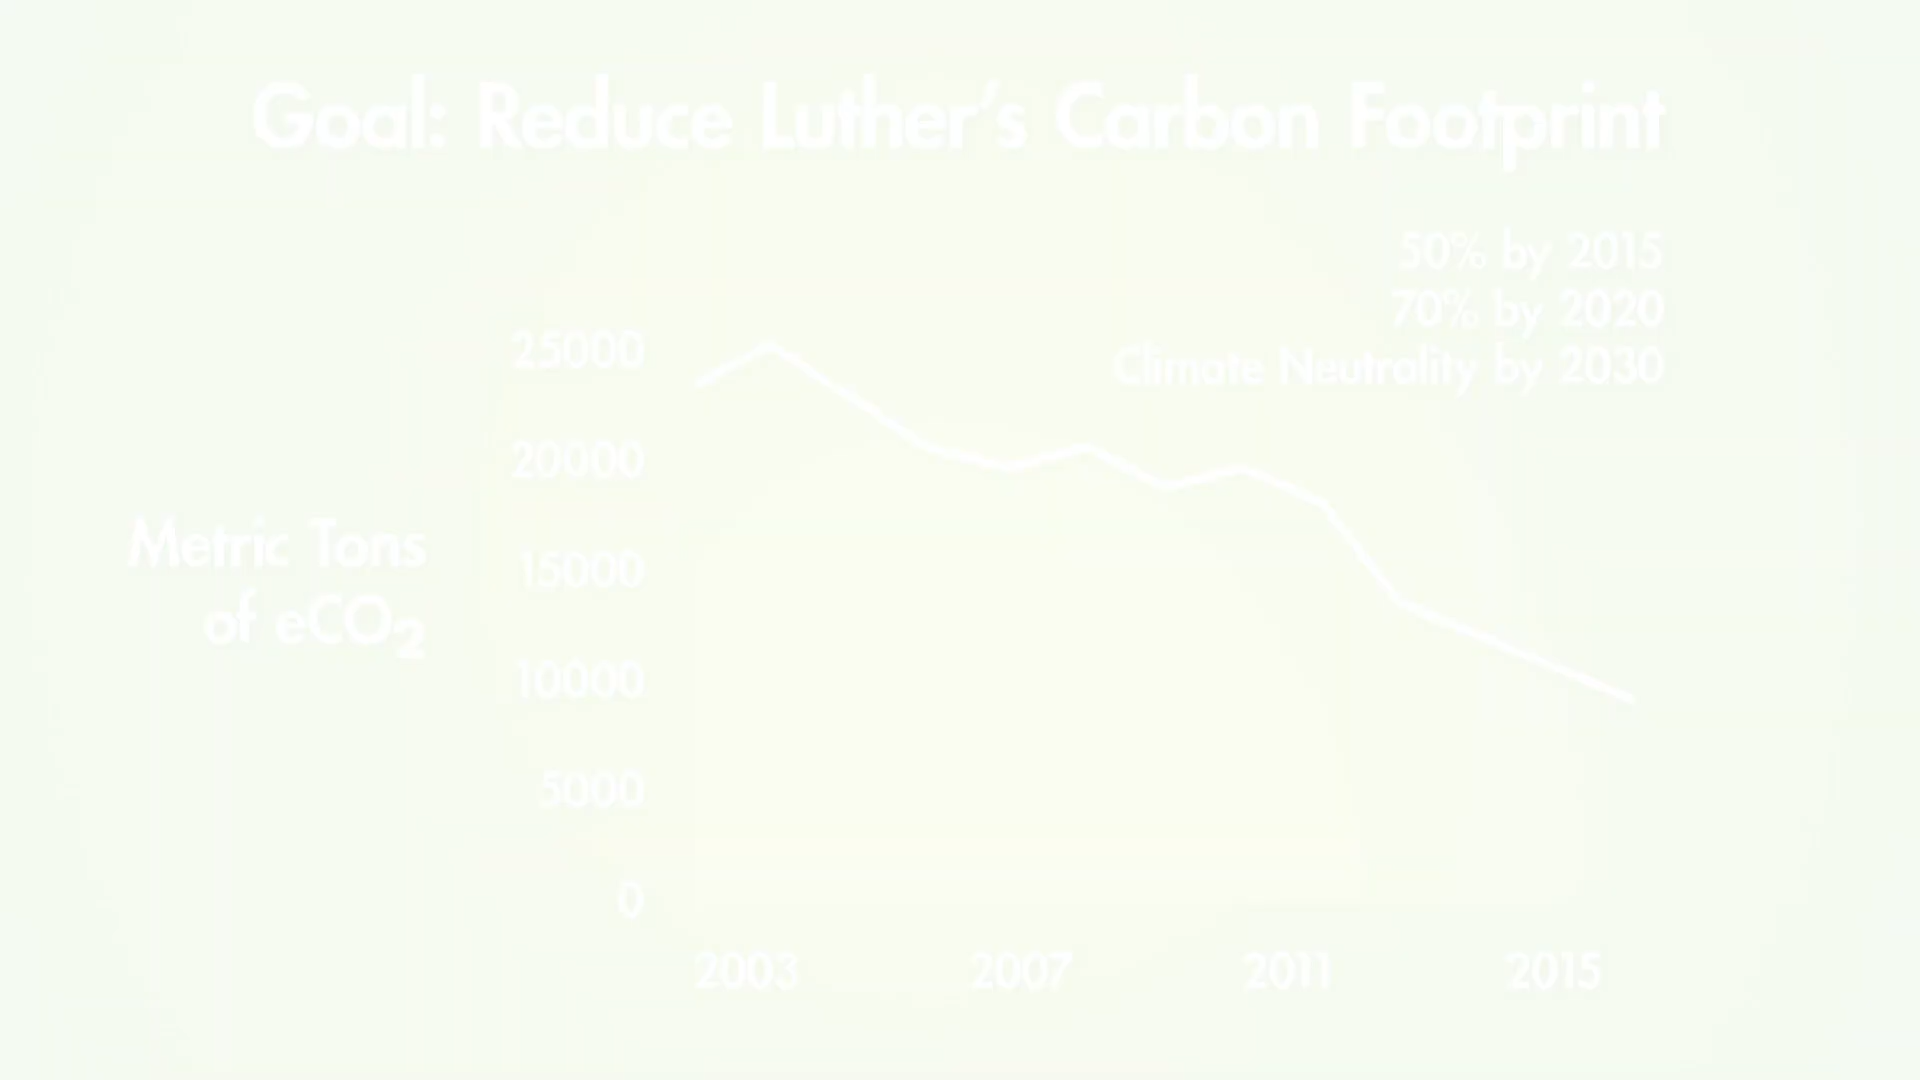 Goal: Reduce Luther's Carbon Footprint
50% by 2015
70% by 2020
Climate Neutrality by 2030
25000
20000
Metric Tons
of eCO₂
15000
10000
5000
0
2003 2007 2011 2015